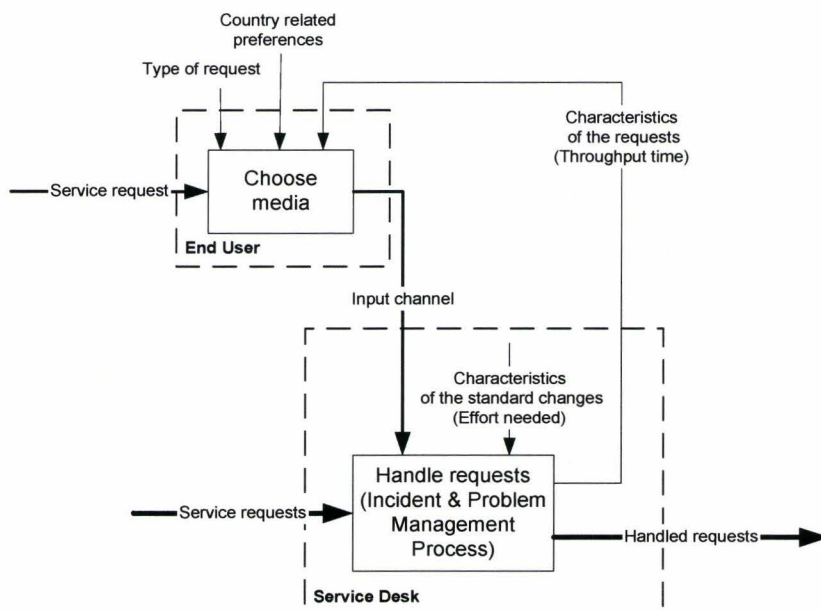 Country related
preferences
Type of request
Characteristics
of the requests
(Throughput time)
Service request
Choose
media
End User
Input channel
Characteristics
of the standard changes
(Effort needed)
Handle requests
(Incident & Problem
Management
Process)
Service requests
Handled requests
Service Desk